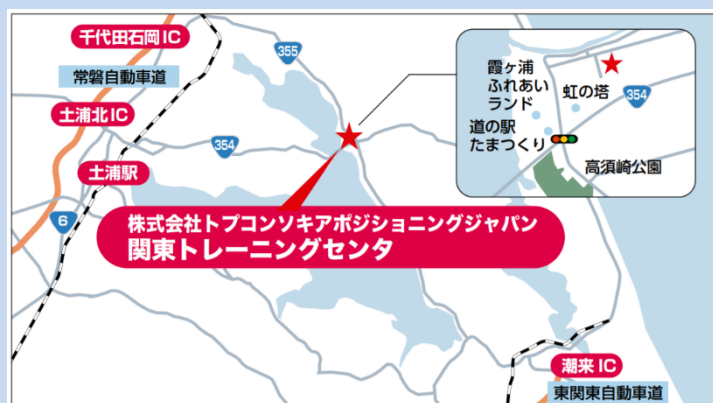 千代田石岡IC
常磐自動車道
土浦北IC
土浦駅
6
354
355
株式会社トプコンソキアポジショニングジャパン
関東トレーニングセンタ
霞ヶ浦
ふれあい
ランド
虹の塔
354
道の駅
たまつくり
高須崎公園
潮来IC
東関東自動車道